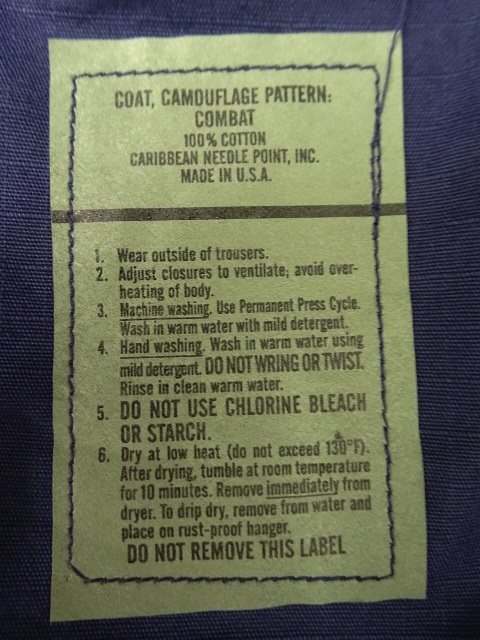 COAT, CAMOUFLAGE PATTERN:
COMBAT
100% COTTON
CARIBBEAN NEEDLE POINT, INC.
MADE IN U.S.A.
1. Wear outside of trousers.
2. Adjust closures to ventilate; avoid over-
heating of body.
3. Machine washing. Use Permanent Press Cycle.
Wash in warm water with mild detergent.
4. Hand washing. Wash in warm water using
mild detergent. DO NOT WRING OR TWIST.
Rinse in clean warm water.
5. DO NOT USE CHLORINE BLEACH
OR STARCH.
6. Dry at low heat (do not exceed 130°F).
After drying, tumble at room temperature
for 10 minutes. Remove immediately from
dryer. To drip dry, remove from water and
place on rust-proof hanger.
DO NOT REMOVE THIS LABEL